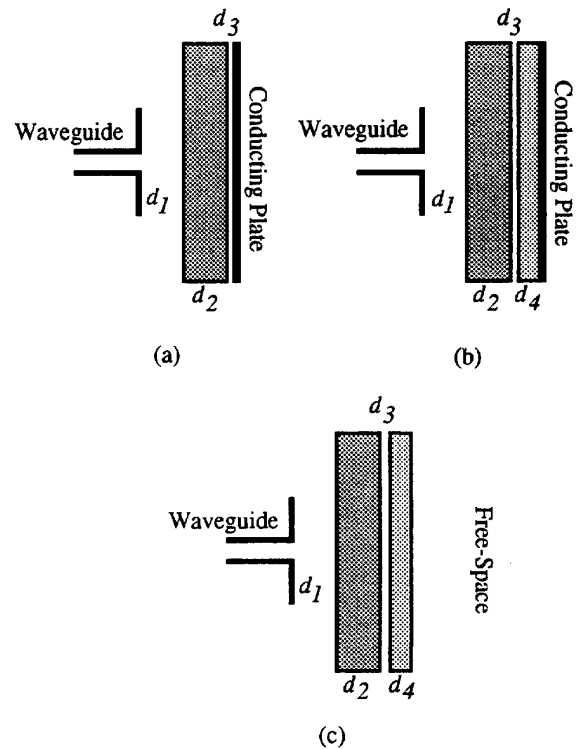 d3
Waveguide
d1
d2
Conducting Plate
(a)
d3
Waveguide
d1
d2
d4
Conducting Plate
(b)
d3
Waveguide
d1
d2
d4
Free-Space
(c)